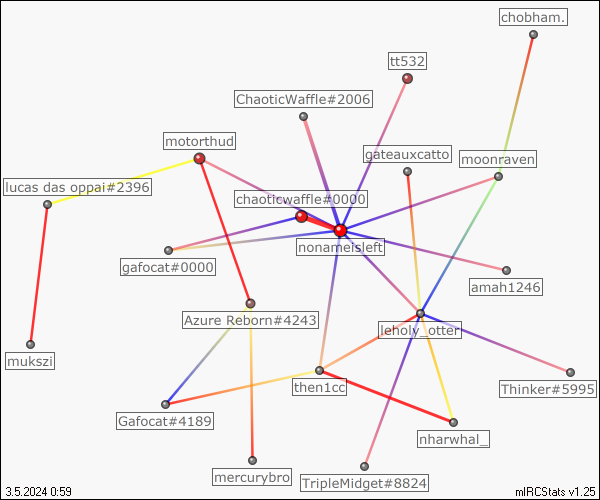 chobham.
tt532
ChaoticWaffle#2006
motorthud
gateauxcatto
moonraven
lucas das oppai#2396
chaoticwaffle#0000
nonameisleft
gafocat#0000
amah1246
Azure Reborn#4243
leholy_otter
mukszi
then1cc
Thinker#5995
Gafocat#4189
nharwhal_
mercurybro
TripleMidget#8824
3.5.2024 0:59
mIRCStats v1.25